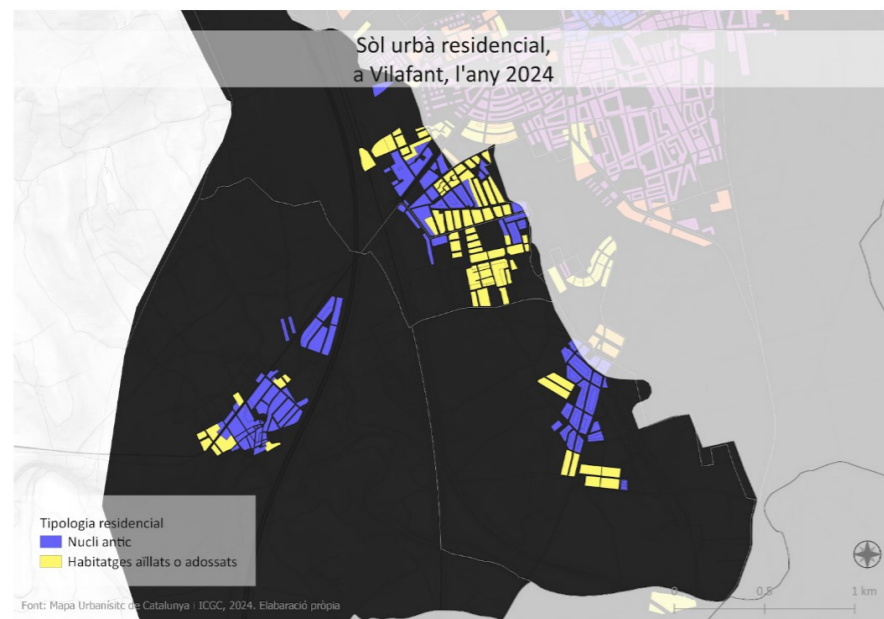 Sòl urbà residencial,
a Vilafant, l'any 2024
Tipologia residencial
Nucli antic
Habitatges aïllats o adossats
Font: Mapa Urbanísitc de Catalunya i ICGC, 2024. Elabaració pròpia
0 0,5 1 km